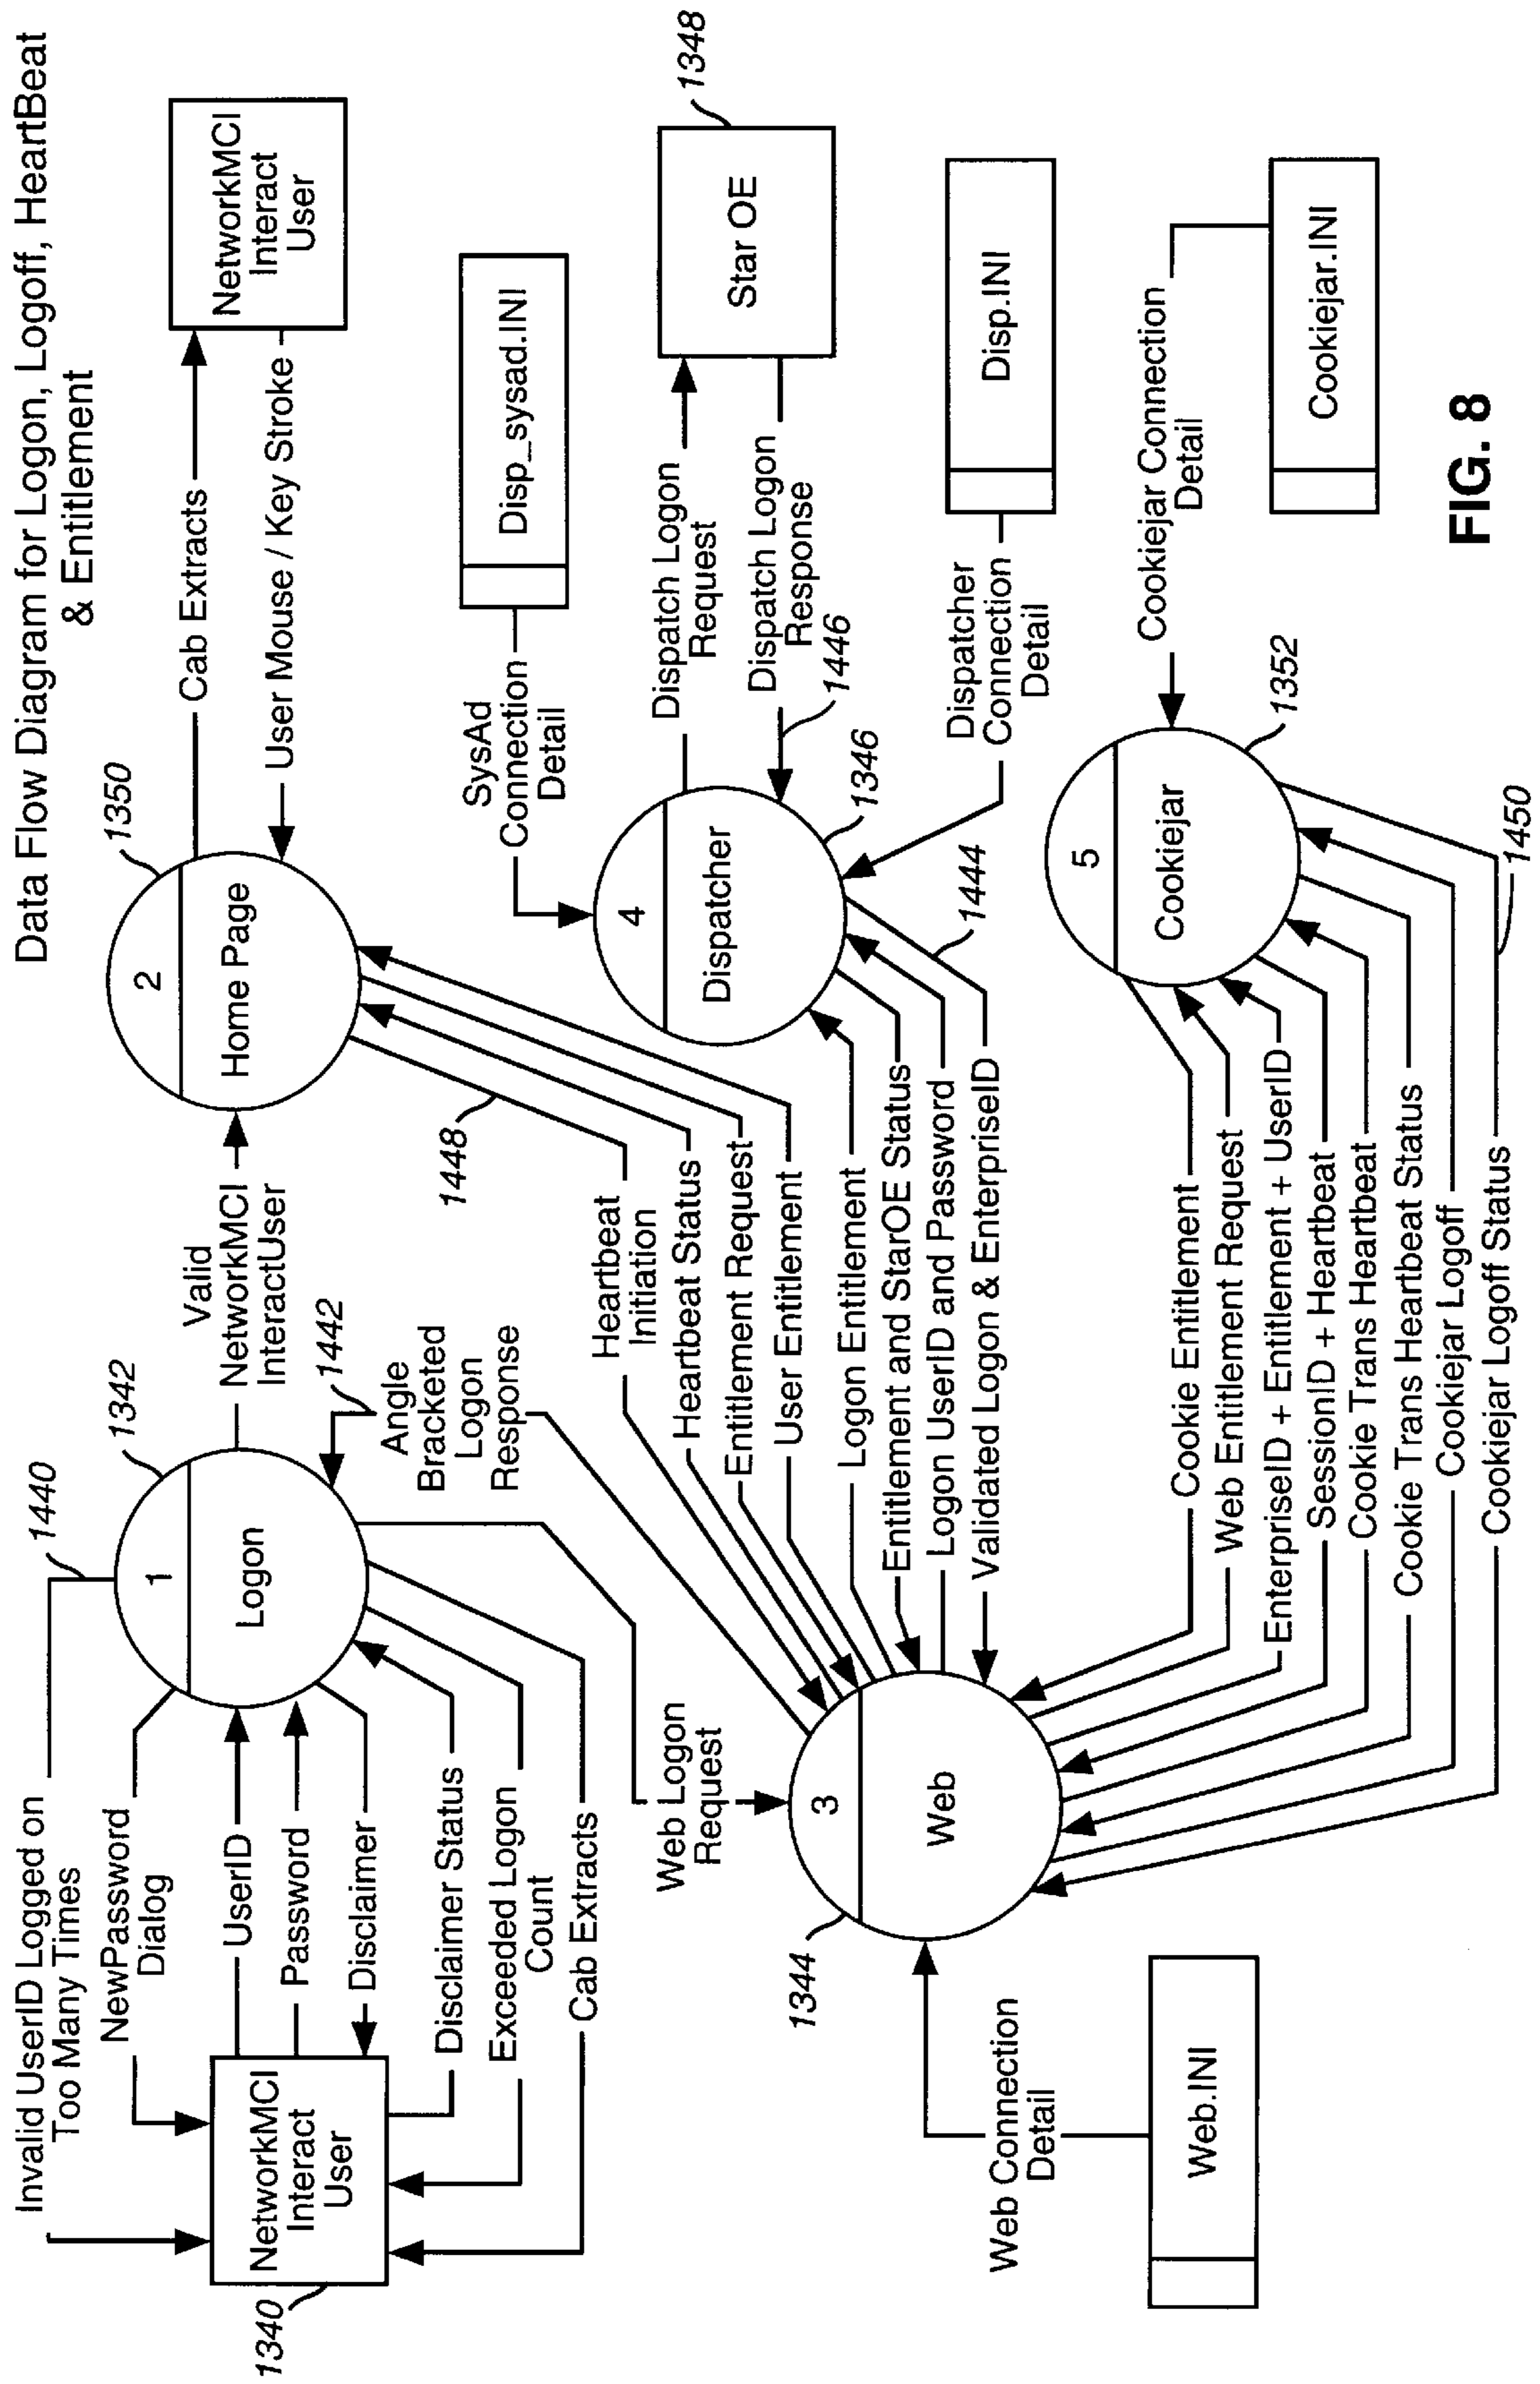 Data Flow Diagram for Logon, Logoff, HeartBeat
& Entitlement
Invalid UserID Logged on
Too Many Times
1440
NewPassword
Dialog
1342
1
Logon
UserID
Password
Disclaimer
Disclaimer Status
Exceeded Logon
Count
Cab Extracts
NetworkMCI
Interact
User
1340
Valid
NetworkMCI
InteractUser
1442
Angle
Bracketed
Logon
Response
1350
2
Home Page
Cab Extracts
User Mouse / Key Stroke
NetworkMCI
Interact
User
1448
Heartbeat
Initiation
Heartbeat Status
Entitlement Request
User Entitlement
SysAd
Connection
Detail
Disp_sysad.INI
4
Dispatcher
1346
Dispatch Logon
Request
Dispatch Logon
Response
1446
Star OE
1348
Dispatcher
Connection
Detail
Disp.INI
1444
Logon Entitlement
Entitlement and StarOE Status
Logon UserID and Password
Validated Logon & EnterpriseID
Web Logon
Request
3
Web
1344
Web Connection
Detail
Web.INI
5
Cookiejar
1352
Cookiejar Connection
Detail
Cookiejar.INI
Cookie Entitlement
Web Entitlement Request
EnterpriseID + Entitlement + UserID
SessionID + Heartbeat
Cookie Trans Heartbeat
Cookie Trans Heartbeat Status
Cookiejar Logoff
Cookiejar Logoff Status
1450
FIG. 8